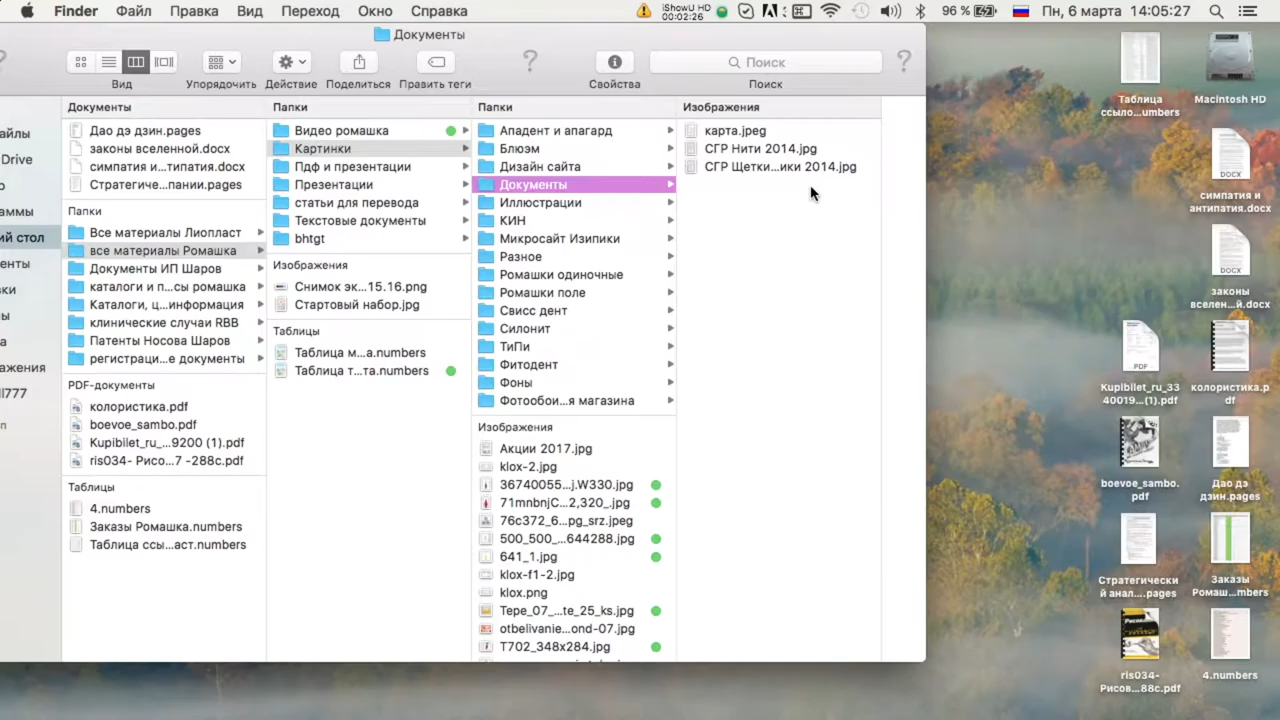 Finder Файл Правка Вид Переход Окно Справка iShowU HD 00:02:26 96 % Пн, 6 марта 14:05:27
Документы
Поиск
Вид Упорядочить Действие Поделиться Править теги Свойства Поиск
Документы
Дао дэ дзин.pages
законы вселенной.docx
симпатия и...типатия.docx
Стратегиче...пании.pages
Папки
Все материалы Лиопласт
все материалы Ромашка
Документы ИП Шаров
каталоги и п...сы ромашка
Каталоги, ц...информация
клинические случаи RBB
Патенты Носова Шаров
регистраци...е документы
PDF-документы
колористика.pdf
boevoe_sambo.pdf
Kupibilet_ru_...9200 (1).pdf
ris034- Рисо...7 -288c.pdf
Таблицы
4.numbers
Заказы Ромашка.numbers
Таблица ссы...аст.numbers
Папки
Видео ромашка
Картинки
Пдф и презентации
Презентации
статьи для перевода
Текстовые документы
bhtgt
Изображения
Снимок эк...15.16.png
Стартовый набор.jpg
Таблицы
Таблица м...а.numbers
Таблица т...та.numbers
Папки
Ападент и апагард
Блюм
Дизайн сайта
Документы
Иллюстрации
КИН
Микросайт Изипики
Разное
Ромашки одиночные
Ромашки поле
Свисс дент
Силонит
ТиПи
Фитодент
Фоны
Фотообои...я магазина
Изображения
Акции 2017.jpg
klox-2.jpg
36740055...j.W330.jpg
71mnbnjC...2,320_.jpg
76c372_6...pg_srz.jpeg
500_500_...644288.jpg
641_1.jpg
klox-f1-2.jpg
klox.png
Tepe_07_...te_25_ks.jpg
otbelivanie...ond-07.jpg
T702_348x284.jpg
Изображения
карта.jpeg
СГР Нити 2014.jpg
СГР Щетки...ики 2014.jpg
айлы
Drive
аммы
ий стол
енты
ажения
l777
Таблица
ссыло...umbers
Macintosh HD
DOCX
симпатия и
антипатия.docx
DOCX
законы
вселен...й.docx
PDF
Kupibilet_ru_33
40019...(1).pdf
колористика.p
df
boevoe_sambo.
pdf
Дао дэ
дзин.pages
Стратегически
й анал....pages
Заказы
Ромаш...mbers
ris034-
Рисов...88c.pdf
4.numbers